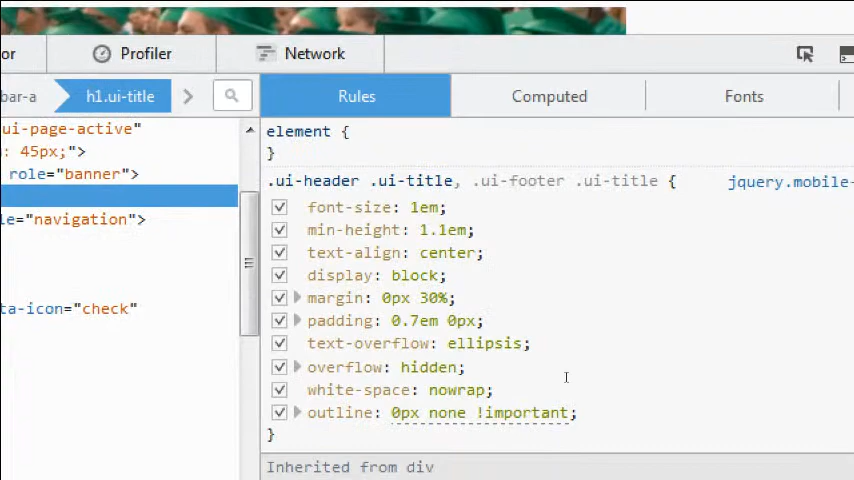 or Profiler Network
bar-a h1.ui-title Rules Computed Fonts
ui-page-active"
: 45px;">
role="banner">
le="navigation">
ta-icon="check"
element {
}
.ui-header .ui-title, .ui-footer .ui-title { jquery.mobile-
font-size: 1em;
min-height: 1.1em;
text-align: center;
display: block;
margin: 0px 30%;
padding: 0.7em 0px;
text-overflow: ellipsis;
overflow: hidden;
white-space: nowrap;
outline: 0px none !important;
}
Inherited from div